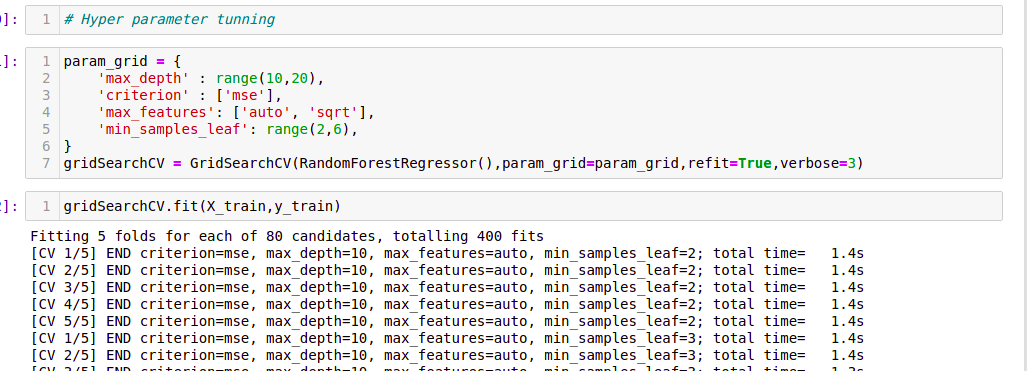 ]: 1 # Hyper parameter tunning
]: 1 param_grid = {
2 'max_depth' : range(10,20),
3 'criterion' : ['mse'],
4 'max_features': ['auto', 'sqrt'],
5 'min_samples_leaf': range(2,6),
6 }
7 gridSearchCV = GridSearchCV(RandomForestRegressor(),param_grid=param_grid,refit=True,verbose=3)
]: 1 gridSearchCV.fit(X_train,y_train)
Fitting 5 folds for each of 80 candidates, totalling 400 fits
[CV 1/5] END criterion=mse, max_depth=10, max_features=auto, min_samples_leaf=2; total time= 1.4s
[CV 2/5] END criterion=mse, max_depth=10, max_features=auto, min_samples_leaf=2; total time= 1.4s
[CV 3/5] END criterion=mse, max_depth=10, max_features=auto, min_samples_leaf=2; total time= 1.4s
[CV 4/5] END criterion=mse, max_depth=10, max_features=auto, min_samples_leaf=2; total time= 1.4s
[CV 5/5] END criterion=mse, max_depth=10, max_features=auto, min_samples_leaf=2; total time= 1.4s
[CV 1/5] END criterion=mse, max_depth=10, max_features=auto, min_samples_leaf=3; total time= 1.4s
[CV 2/5] END criterion=mse, max_depth=10, max_features=auto, min_samples_leaf=3; total time= 1.4s